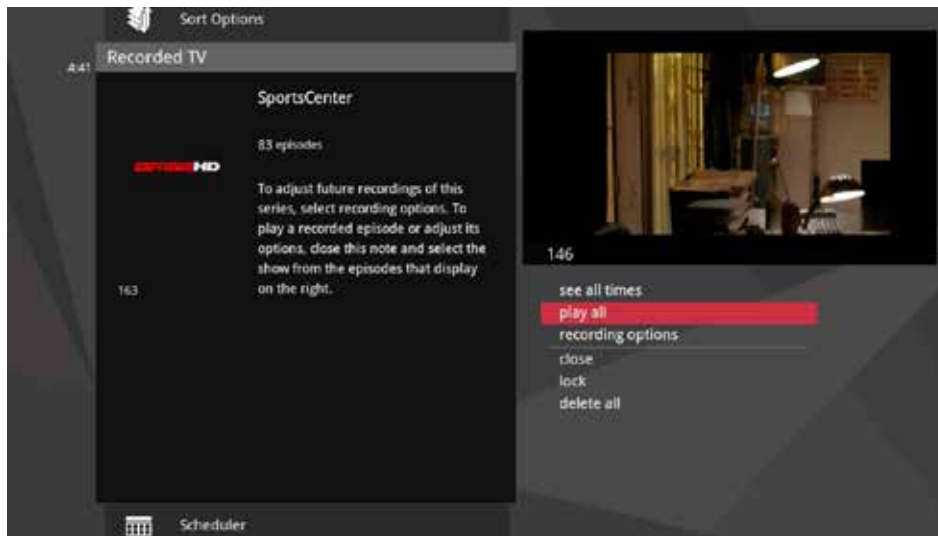 Sort Options
4:41
Recorded TV
SportsCenter
83 episodes
HD
To adjust future recordings of this
series, select recording options. To
play a recorded episode or adjust its
options, close this note and select the
show from the episodes that display
on the right.
163
146
see all times
play all
recording options
close
lock
delete all
Scheduler